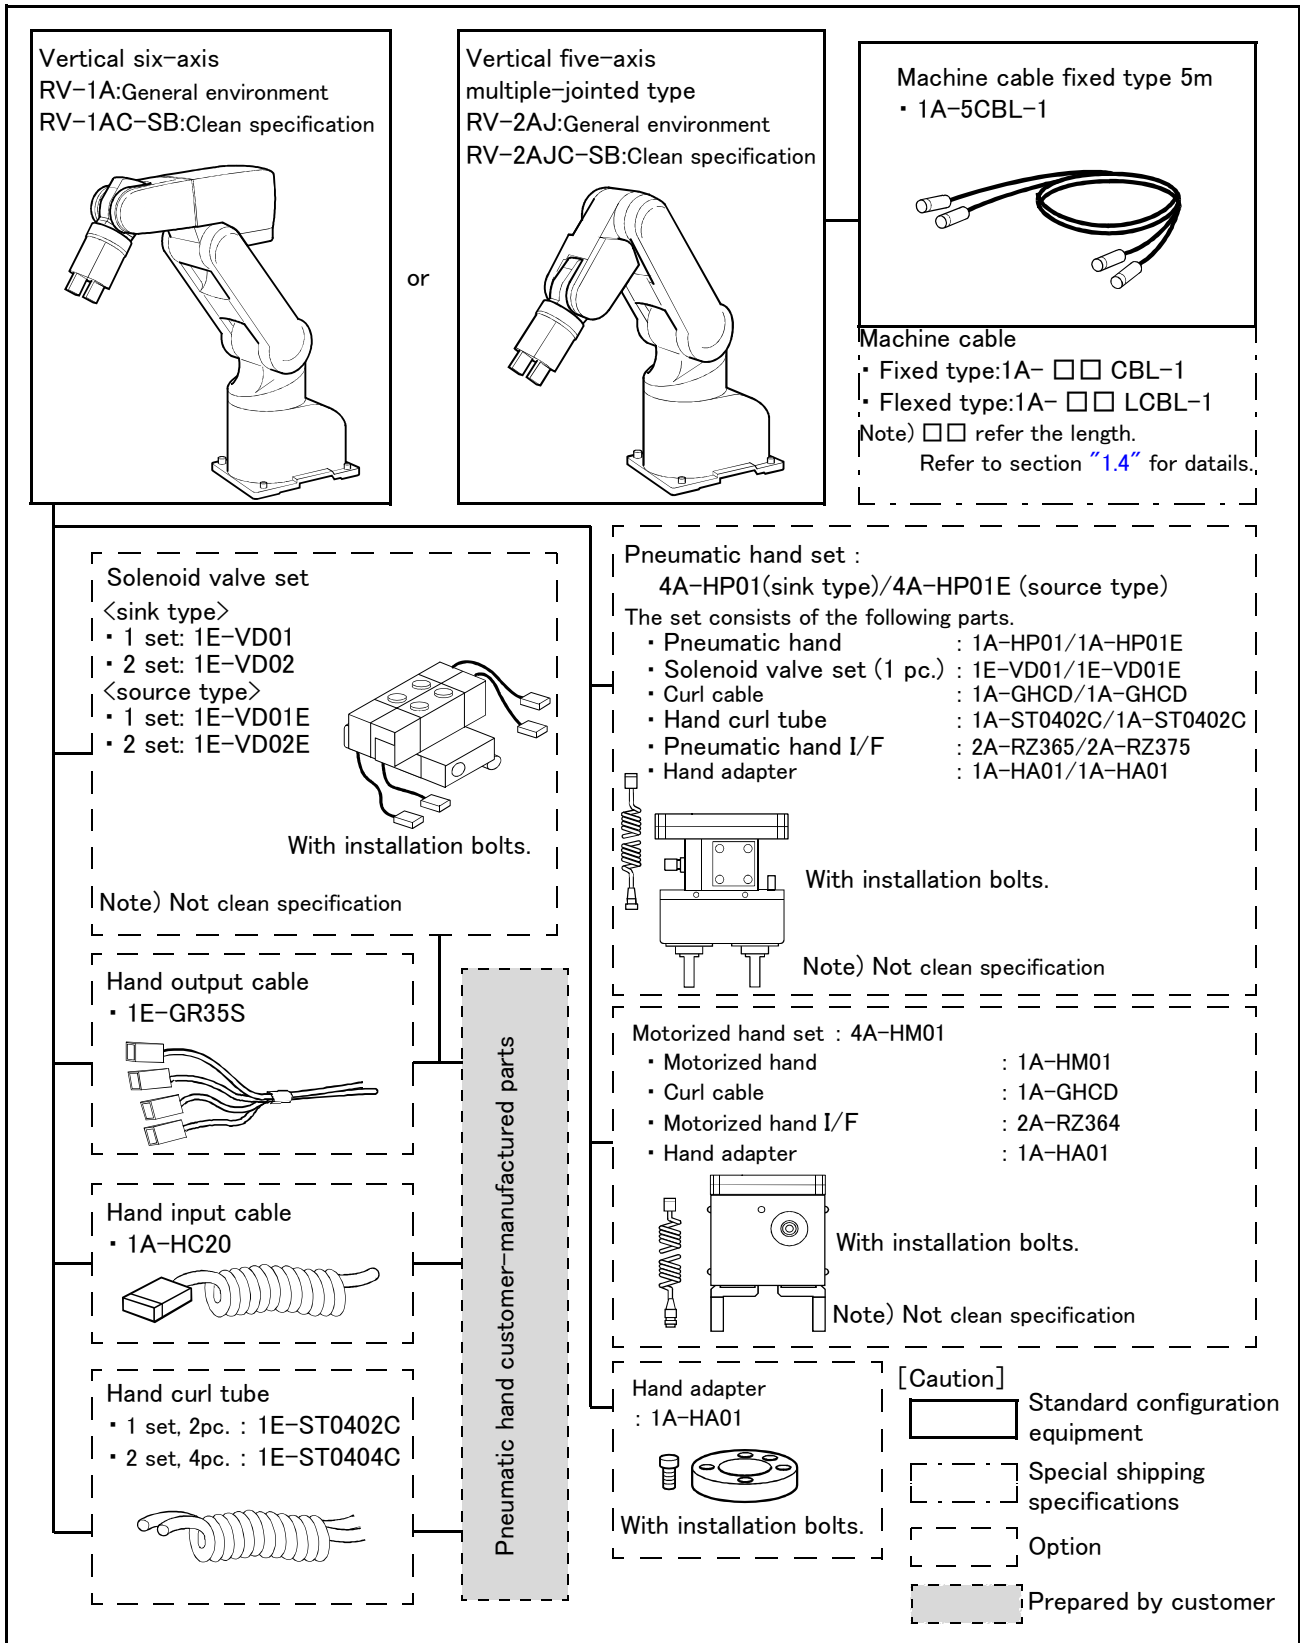 Vertical six-axis
RV-1A:General environment
RV-1AC-SB:Clean specification
or
Vertical five-axis
multiple-jointed type
RV-2AJ:General environment
RV-2AJC-SB:Clean specification
Machine cable fixed type 5m
・1A-5CBL-1
Machine cable
・Fixed type:1A- □□ CBL-1
・Flexed type:1A- □□ LCBL-1
Note) □□ refer the length.
Refer to section "1.4" for datails.
Solenoid valve set
<sink type>
・1 set: 1E-VD01
・2 set: 1E-VD02
<source type>
・1 set: 1E-VD01E
・2 set: 1E-VD02E
With installation bolts.
Note) Not clean specification
Hand output cable
・1E-GR35S
Hand input cable
・1A-HC20
Hand curl tube
・1 set, 2pc. : 1E-ST0402C
・2 set, 4pc. : 1E-ST0404C
Pneumatic hand customer-manufactured parts
Pneumatic hand set :
4A-HP01(sink type)/4A-HP01E (source type)
The set consists of the following parts.
・Pneumatic hand : 1A-HP01/1A-HP01E
・Solenoid valve set (1 pc.) : 1E-VD01/1E-VD01E
・Curl cable : 1A-GHCD/1A-GHCD
・Hand curl tube : 1A-ST0402C/1A-ST0402C
・Pneumatic hand I/F : 2A-RZ365/2A-RZ375
・Hand adapter : 1A-HA01/1A-HA01
With installation bolts.
Note) Not clean specification
Motorized hand set : 4A-HM01
・Motorized hand : 1A-HM01
・Curl cable : 1A-GHCD
・Motorized hand I/F : 2A-RZ364
・Hand adapter : 1A-HA01
With installation bolts.
Note) Not clean specification
Hand adapter
: 1A-HA01
With installation bolts.
[Caution]
Standard configuration
equipment
Special shipping
specifications
Option
Prepared by customer